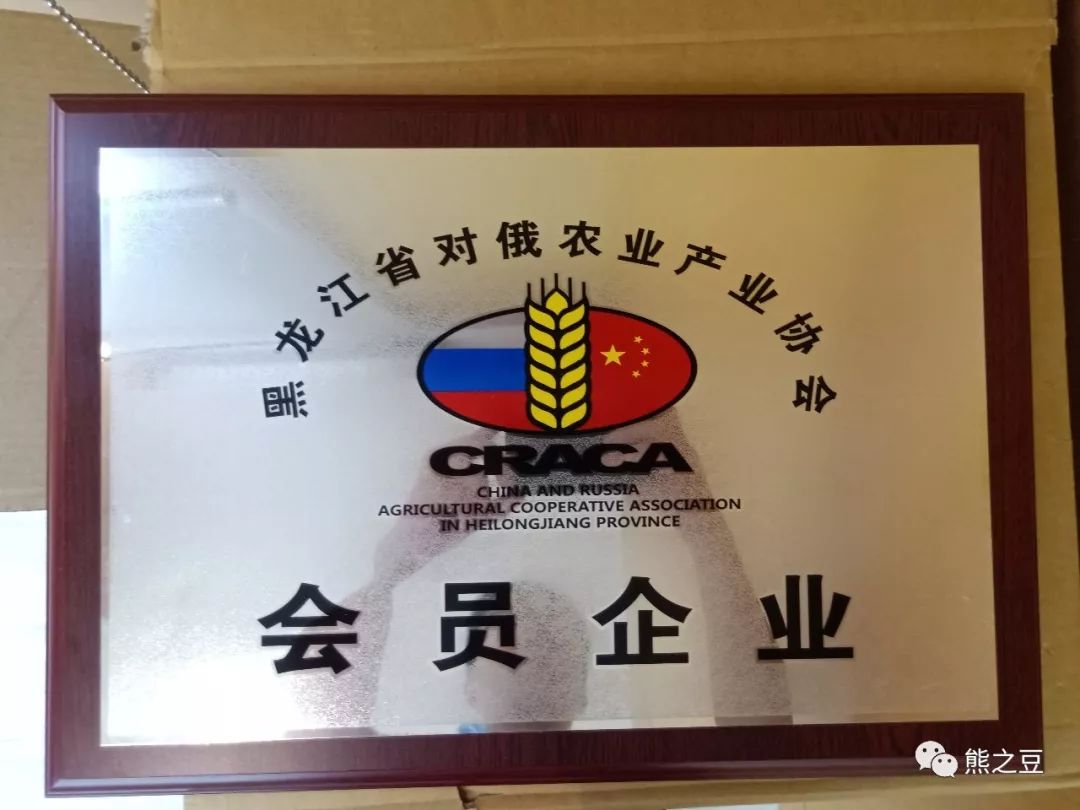 黑龙江省对俄农业产业协会
CRACA
CHINA AND RUSSIA
AGRICULTURAL COOPERATIVE ASSOCIATION
IN HEILONGJIANG PROVINCE
会员企业
熊之豆